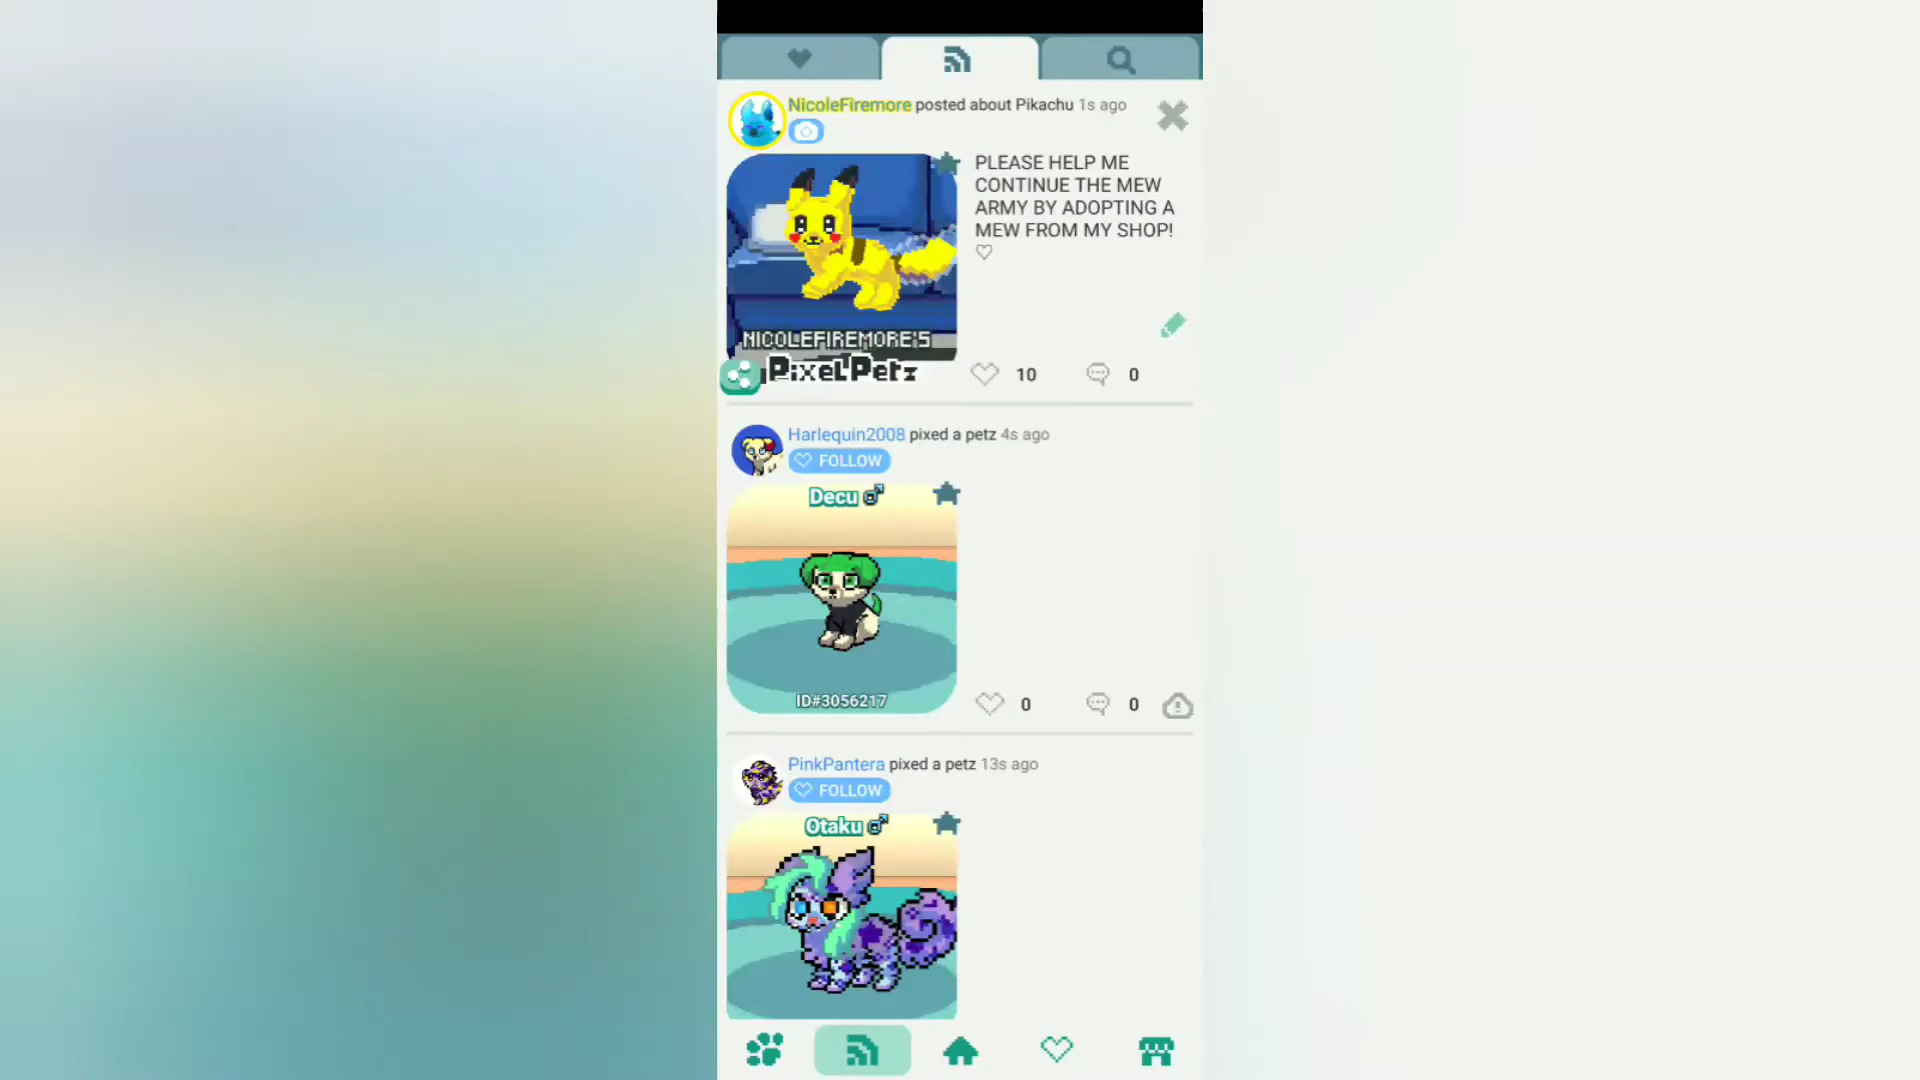 NicoleFiremore posted about Pikachu 1s ago
PLEASE HELP ME
CONTINUE THE MEW
ARMY BY ADOPTING A
MEW FROM MY SHOP!
♡
NICOLEFIREMORE'S
PixelPetz
10
0
Harlequin2008 pixed a petz 4s ago
FOLLOW
Decu ♂
ID#3056217
0
0
PinkPantera pixed a petz 13s ago
FOLLOW
Otaku ♂